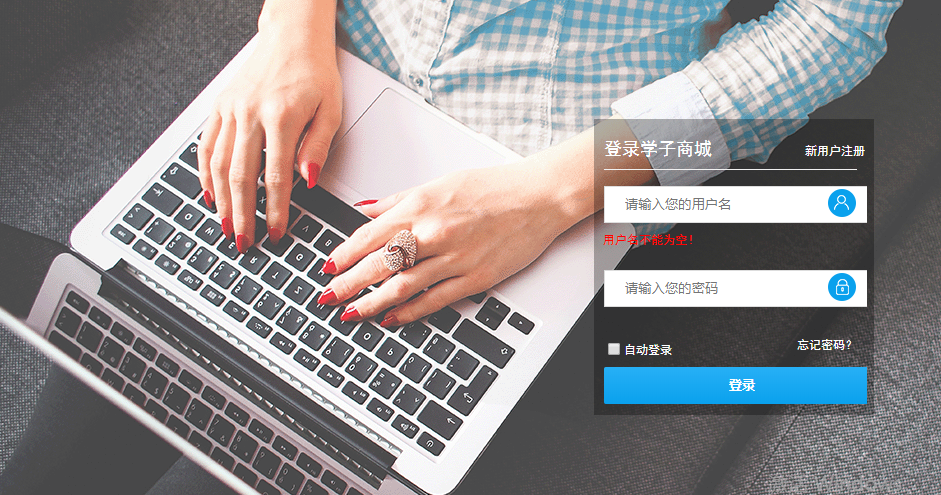 登录学子商城
新用户注册
请输入您的用户名
用户名不能为空!
请输入您的密码
自动登录
忘记密码?
登录